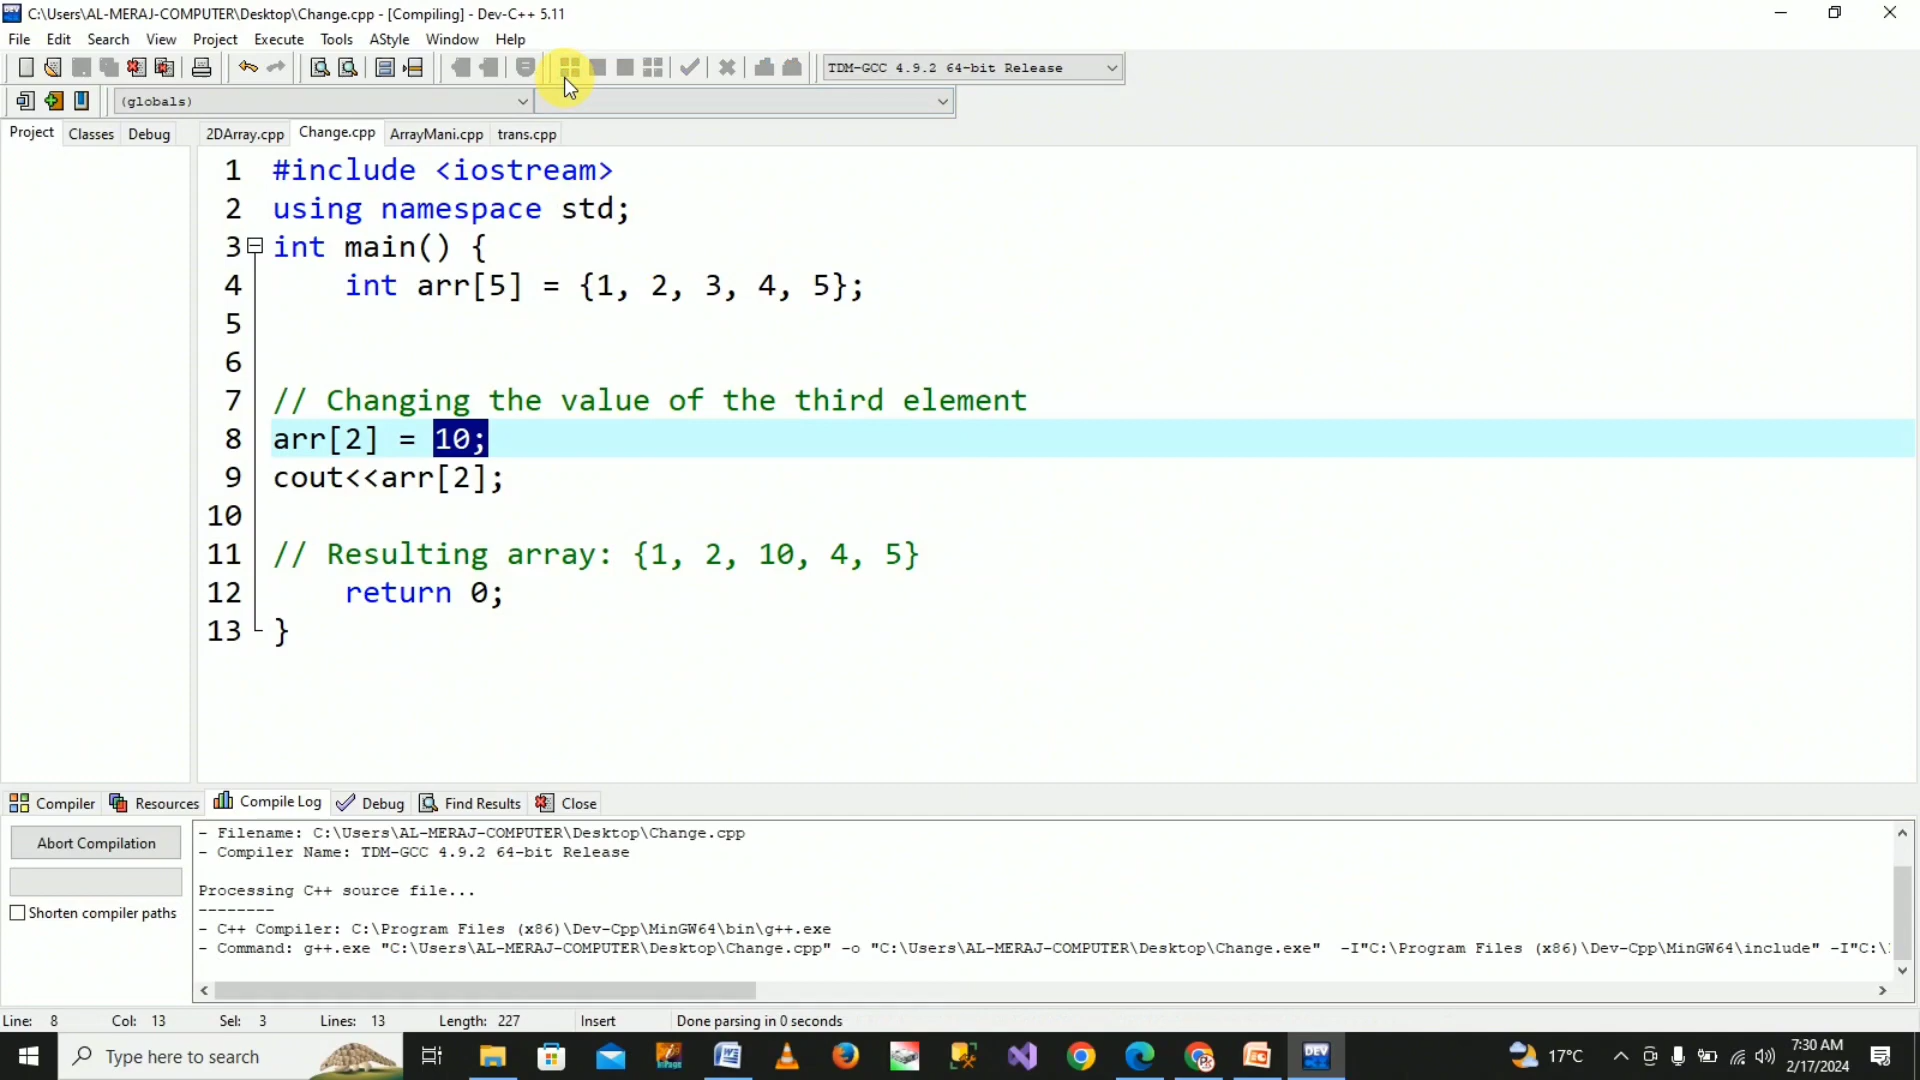 C:\Users\AL-MERAJ-COMPUTER\Desktop\Change.cpp - [Compiling] - Dev-C++ 5.11
File Edit Search View Project Execute Tools AStyle Window Help
TDM-GCC 4.9.2 64-bit Release
(globals)
Project Classes Debug 2DArray.cpp Change.cpp ArrayMani.cpp trans.cpp
1 #include <iostream>
2 using namespace std;
3 int main() {
4 int arr[5] = {1, 2, 3, 4, 5};
5
6
7 // Changing the value of the third element
8 arr[2] = 10;
9 cout<<arr[2];
10
11 // Resulting array: {1, 2, 10, 4, 5}
12 return 0;
13 }
Compiler Resources Compile Log Debug Find Results Close
Abort Compilation
Shorten compiler paths
- Filename: C:\Users\AL-MERAJ-COMPUTER\Desktop\Change.cpp
- Compiler Name: TDM-GCC 4.9.2 64-bit Release
Processing C++ source file...
--------
- C++ Compiler: C:\Program Files (x86)\Dev-Cpp\MinGW64\bin\g++.exe
- Command: g++.exe "C:\Users\AL-MERAJ-COMPUTER\Desktop\Change.cpp" -o "C:\Users\AL-MERAJ-COMPUTER\Desktop\Change.exe" -I"C:\Program Files (x86)\Dev-Cpp\MinGW64\include" -I"C:\
Line: 8 Col: 13 Sel: 3 Lines: 13 Length: 227 Insert Done parsing in 0 seconds
Type here to search
DEV
17°C
7:30 AM
2/17/2024